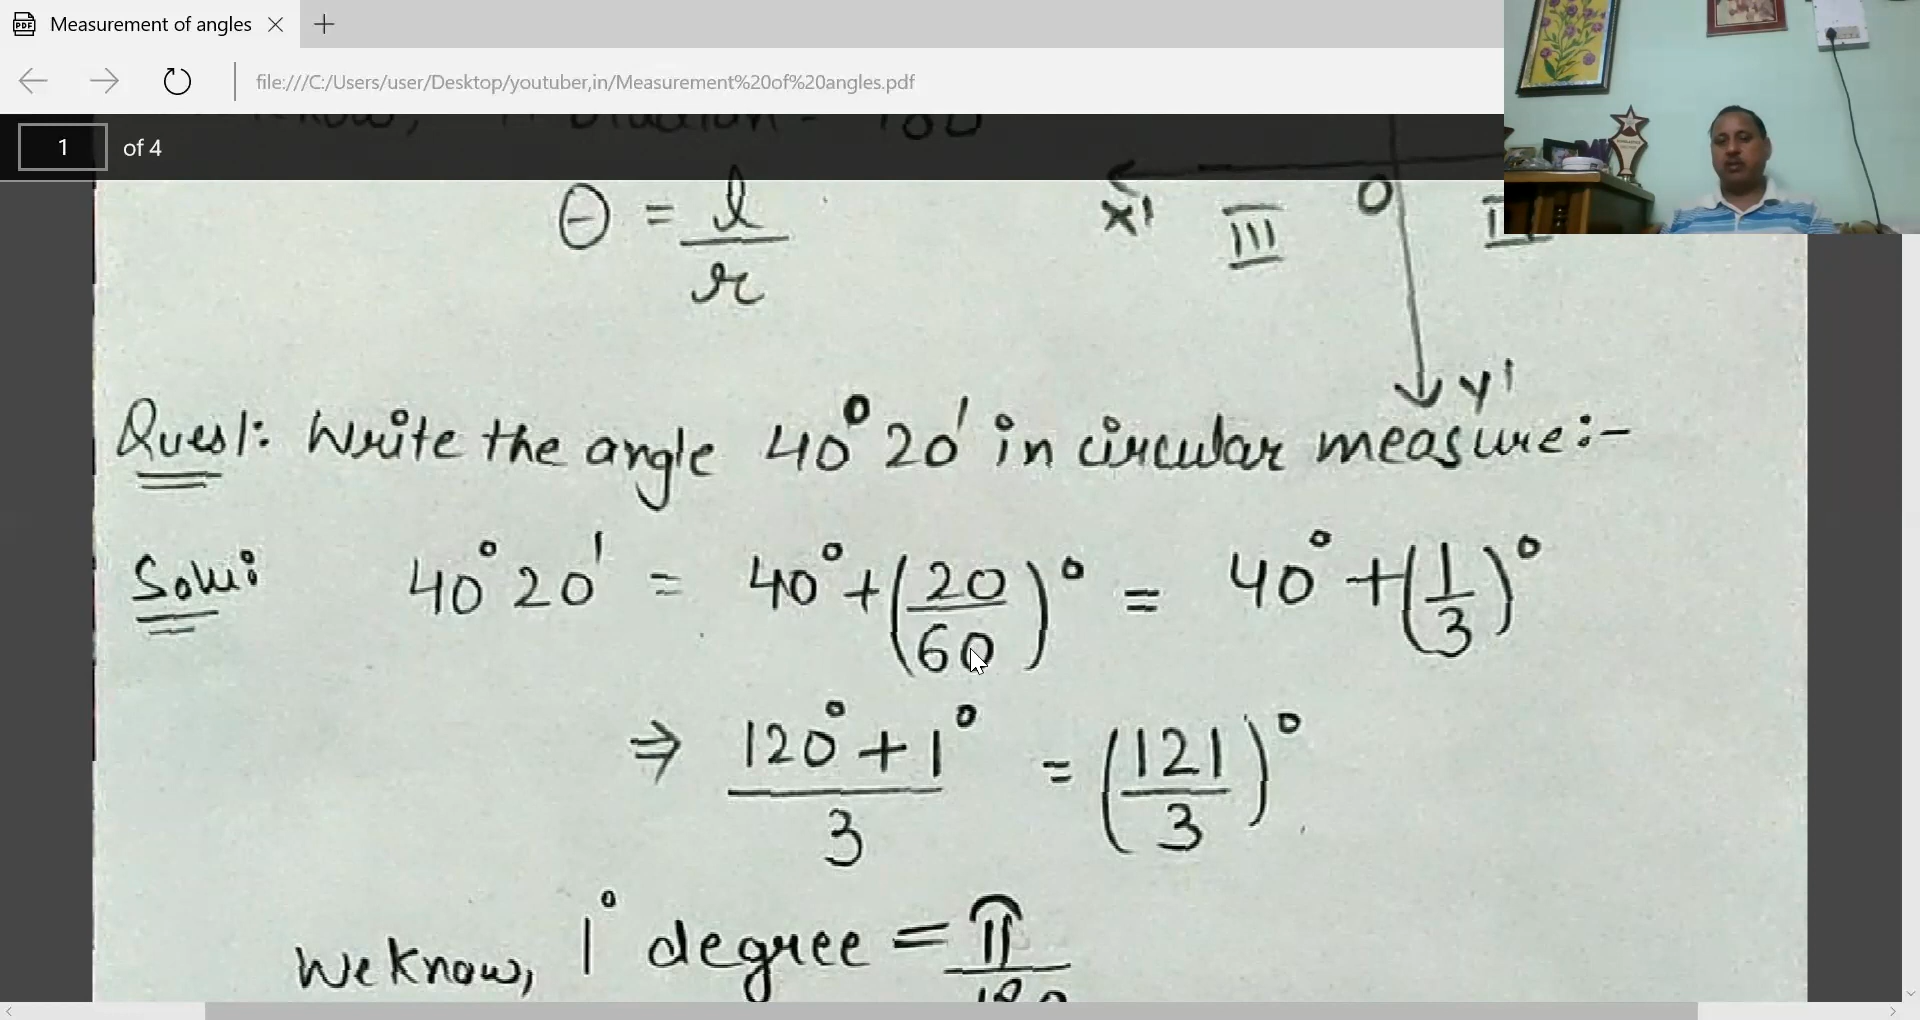 Measurement of angles
file:///C:/Users/user/Desktop/youtuber,in/Measurement%20of%20angles.pdf
1 of 4
180
θ = l/r
X' III O
Y'
Ques1: Write the angle 40° 20' in circular measure:-
Soln: 40° 20' = 40° + (20/60)° = 40° + (1/3)°
⇒ (120° + 1°)/3 = (121/3)°
We know, 1° degree = π/180